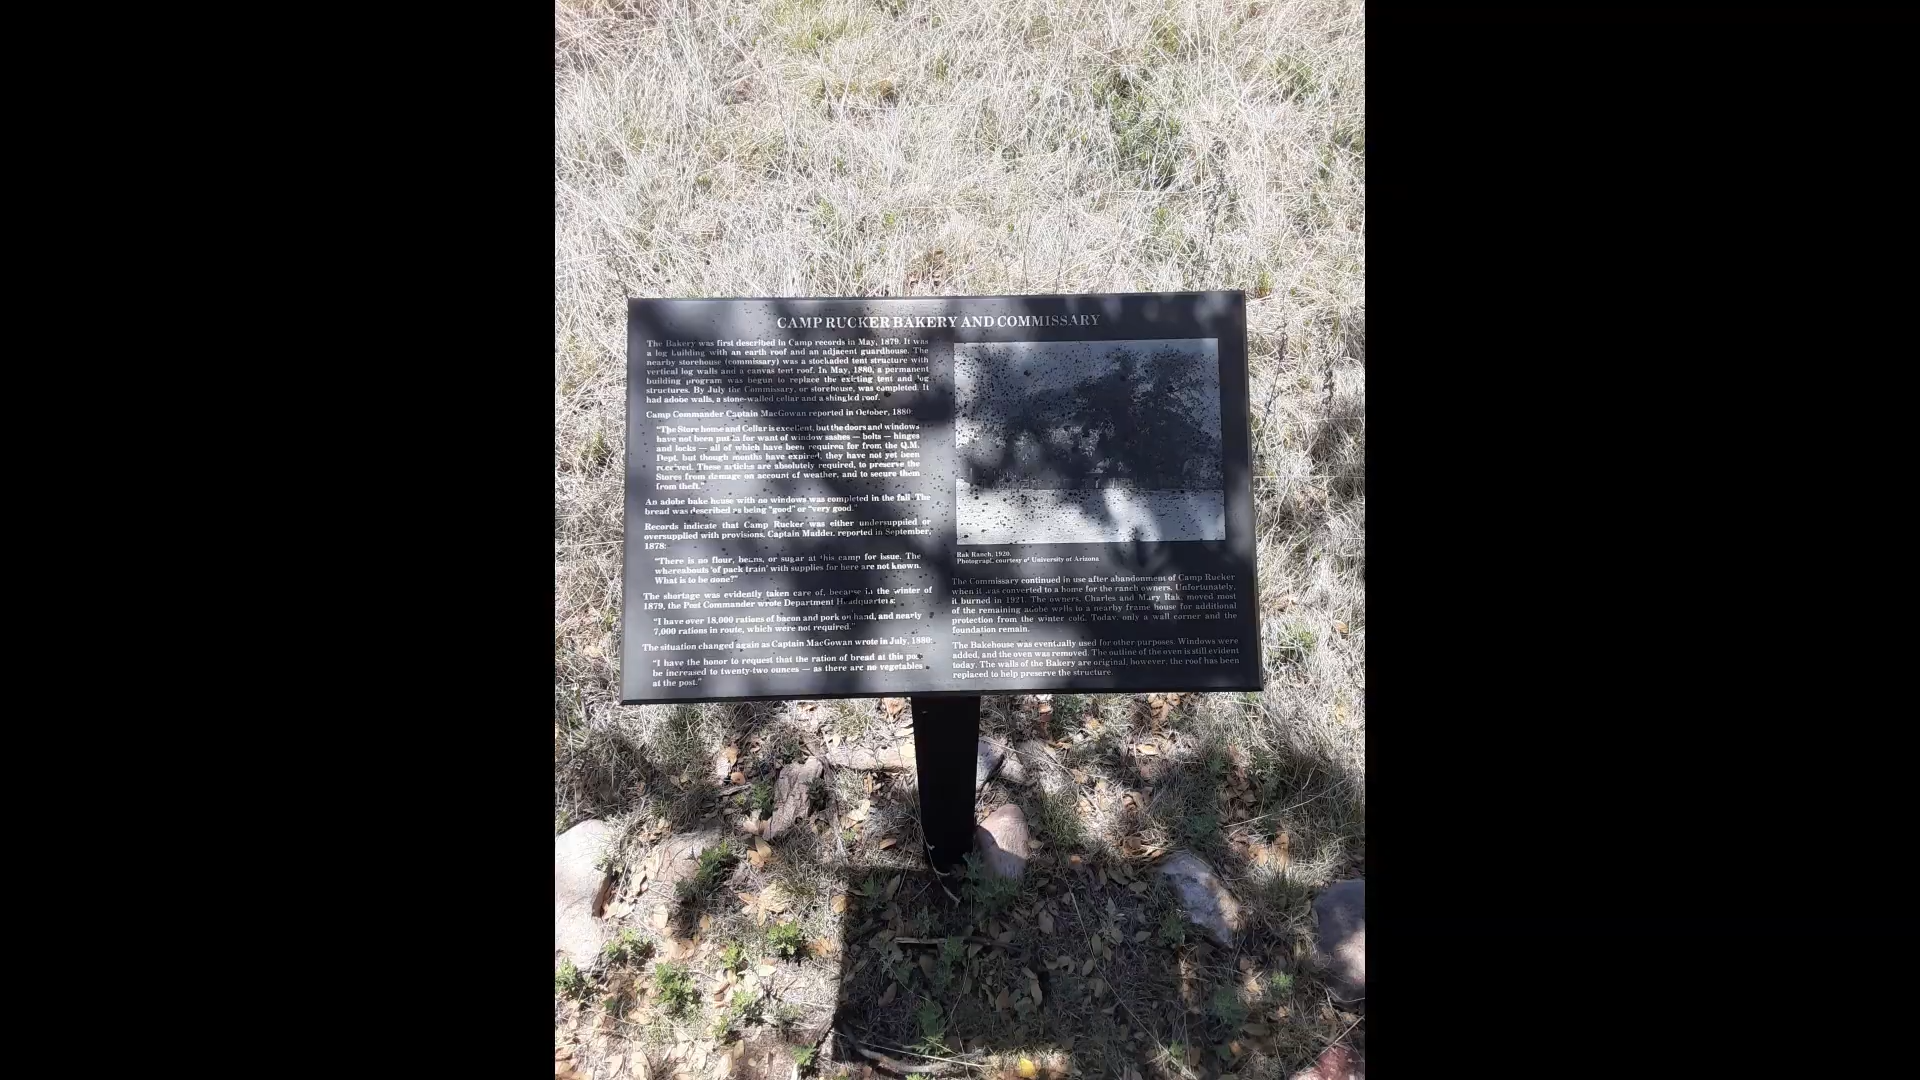 CAMP RUCKER BAKERY AND COMMISSARY
The Bakery was first described in Camp records in May, 1879. It was
a log building with an earth roof and an adjacent guardhouse. The
nearby storehouse (commissary) was a stockaded tent structure with
vertical log walls and a canvas tent roof. In May, 1880, a permanent
building program was begun to replace the existing tent and log
structures. By July the Commissary, or storehouse, was completed. It
had adobe walls, a stone-walled cellar and a shingled roof.
Camp Commander Captain MacGowan reported in October, 1880:
"The Store house and Cellar is excellent, but the doors and windows
have not been put in for want of window sashes — bolts — hinges
and locks — all of which have been required for from the Q.M.
Dept. but though months have expired, they have not yet been
received. These articles are absolutely required, to preserve the
Stores from damage on account of weather, and to secure them
from theft."
An adobe bake house with no windows was completed in the fall. The
bread was described as being "good" or "very good."
Records indicate that Camp Rucker was either undersupplied or
oversupplied with provisions. Captain Madden reported in September,
1878:
"There is no flour, beans, or sugar at this camp for issue. The
whereabouts 'of pack train' with supplies for here are not known.
What is to be done?"
The shortage was evidently taken care of, because in the winter of
1879, the Post Commander wrote Department Headquarters:
"I have over 18,000 rations of bacon and pork on hand, and nearly
7,000 rations in route, which were not required."
The situation changed again as Captain MacGowan wrote in July, 1880:
"I have the honor to request that the ration of bread at this post
be increased to twenty-two ounces — as there are no vegetables
at the post."
Rak Ranch, 1920.
Photograph courtesy of University of Arizona
The Commissary continued in use after abandonment of Camp Rucker
when it was converted to a home for the ranch owners. Unfortunately,
it burned in 1921. The owners, Charles and Mary Rak, moved most
of the remaining adobe walls to a nearby frame house for additional
protection from the winter cold. Today, only a wall corner and the
foundation remain.
The Bakehouse was eventually used for other purposes. Windows were
added, and the oven was removed. The outline of the oven is still evident
today. The walls of the Bakery are original, however, the roof has been
replaced to help preserve the structure.